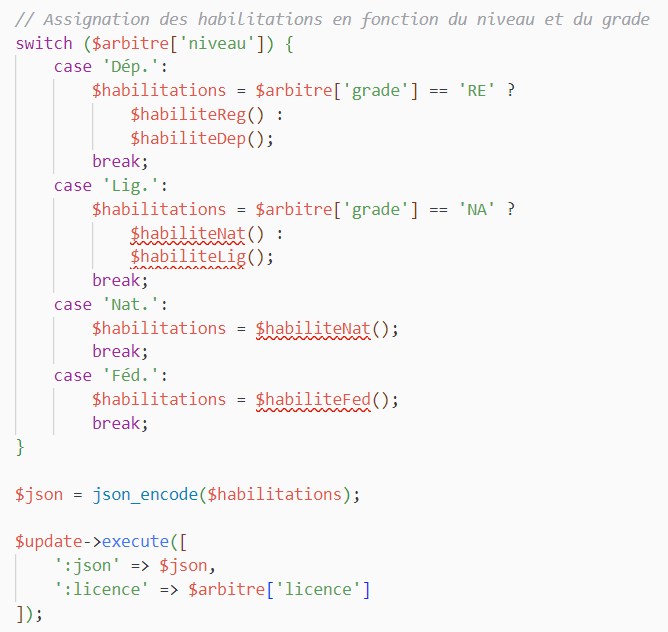 // Assignation des habilitations en fonction du niveau et du grade
switch ($arbitre['niveau']) {
    case 'Dép.':
        $habilitations = $arbitre['grade'] == 'RE' ?
            $habiliteReg() :
            $habiliteDep();
        break;
    case 'Lig.':
        $habilitations = $arbitre['grade'] == 'NA' ?
            $habiliteNat() :
            $habiliteLig();
        break;
    case 'Nat.':
        $habilitations = $habiliteNat();
        break;
    case 'Féd.':
        $habilitations = $habiliteFed();
        break;
}

$json = json_encode($habilitations);

$update->execute([
    ':json' => $json,
    ':licence' => $arbitre['licence']
]);